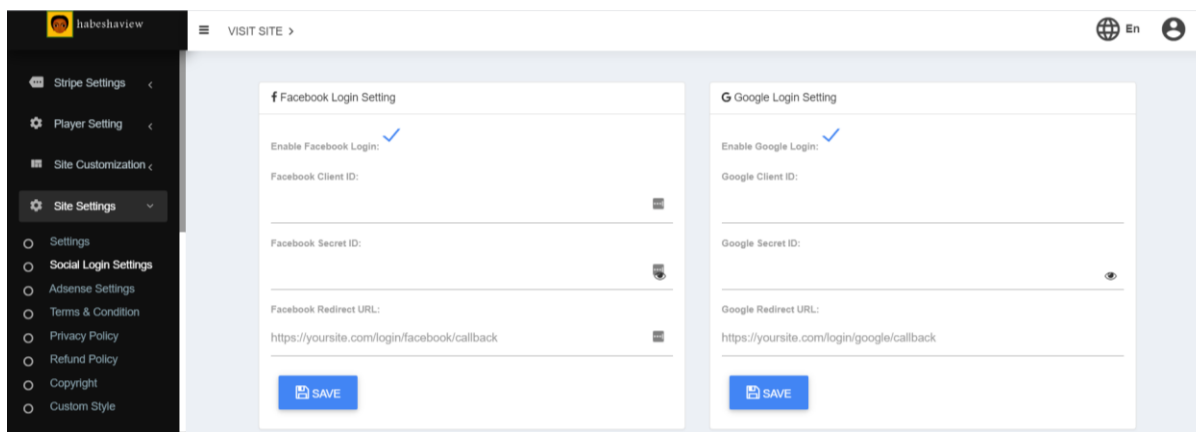 habeshaview
VISIT SITE >
En
Stripe Settings
Player Setting
Site Customization
Site Settings
Settings
Social Login Settings
Adsense Settings
Terms & Condition
Privacy Policy
Refund Policy
Copyright
Custom Style
Facebook Login Setting
Enable Facebook Login:
Facebook Client ID:
Facebook Secret ID:
Facebook Redirect URL:
https://yoursite.com/login/facebook/callback
SAVE
Google Login Setting
Enable Google Login:
Google Client ID:
Google Secret ID:
Google Redirect URL:
https://yoursite.com/login/google/callback
SAVE